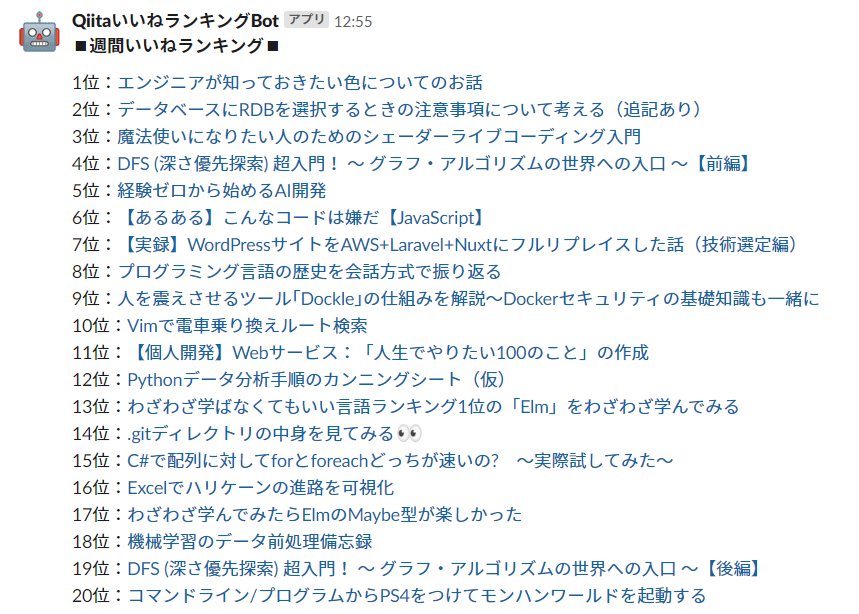 QiitaいいねランキングBot アプリ 12:55
■週間いいねランキング■
1位：エンジニアが知っておきたい色についてのお話
2位：データベースにRDBを選択するときの注意事項について考える（追記あり）
3位：魔法使いになりたい人のためのシェーダーライブコーディング入門
4位：DFS (深さ優先探索) 超入門！ 〜 グラフ・アルゴリズムの世界への入口 〜【前編】
5位：経験ゼロから始めるAI開発
6位：【あるある】こんなコードは嫌だ【JavaScript】
7位：【実録】WordPressサイトをAWS+Laravel+Nuxtにフルリプレイスした話（技術選定編）
8位：プログラミング言語の歴史を会話方式で振り返る
9位：人を震えさせるツール｢Dockle｣の仕組みを解説〜Dockerセキュリティの基礎知識も一緒に
10位：Vimで電車乗り換えルート検索
11位：【個人開発】Webサービス：「人生でやりたい100のこと」の作成
12位：Pythonデータ分析手順のカンニングシート（仮）
13位：わざわざ学ばなくてもいい言語ランキング1位の「Elm」をわざわざ学んでみる
14位：.gitディレクトリの中身を見てみる👀
15位：C#で配列に対してforとforeachどっちが速いの?　〜実際試してみた〜
16位：Excelでハリケーンの進路を可視化
17位：わざわざ学んでみたらElmのMaybe型が楽しかった
18位：機械学習のデータ前処理備忘録
19位：DFS (深さ優先探索) 超入門！ 〜 グラフ・アルゴリズムの世界への入口 〜【後編】
20位：コマンドライン/プログラムからPS4をつけてモンハンワールドを起動する